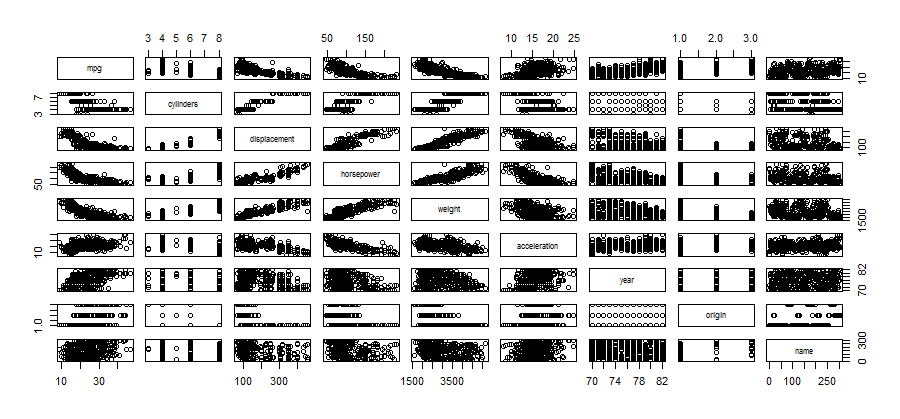 3 4 5 6 7 8
50 150
10 15 20 25
1.0 2.0 3.0
mpg
10
3 7
cylinders
displacement
100
50
horsepower
weight
1500
10
acceleration
year
70 82
1.0
origin
name
0 300
10 30
100 300
1500 3500
70 74 78 82
0 100 250